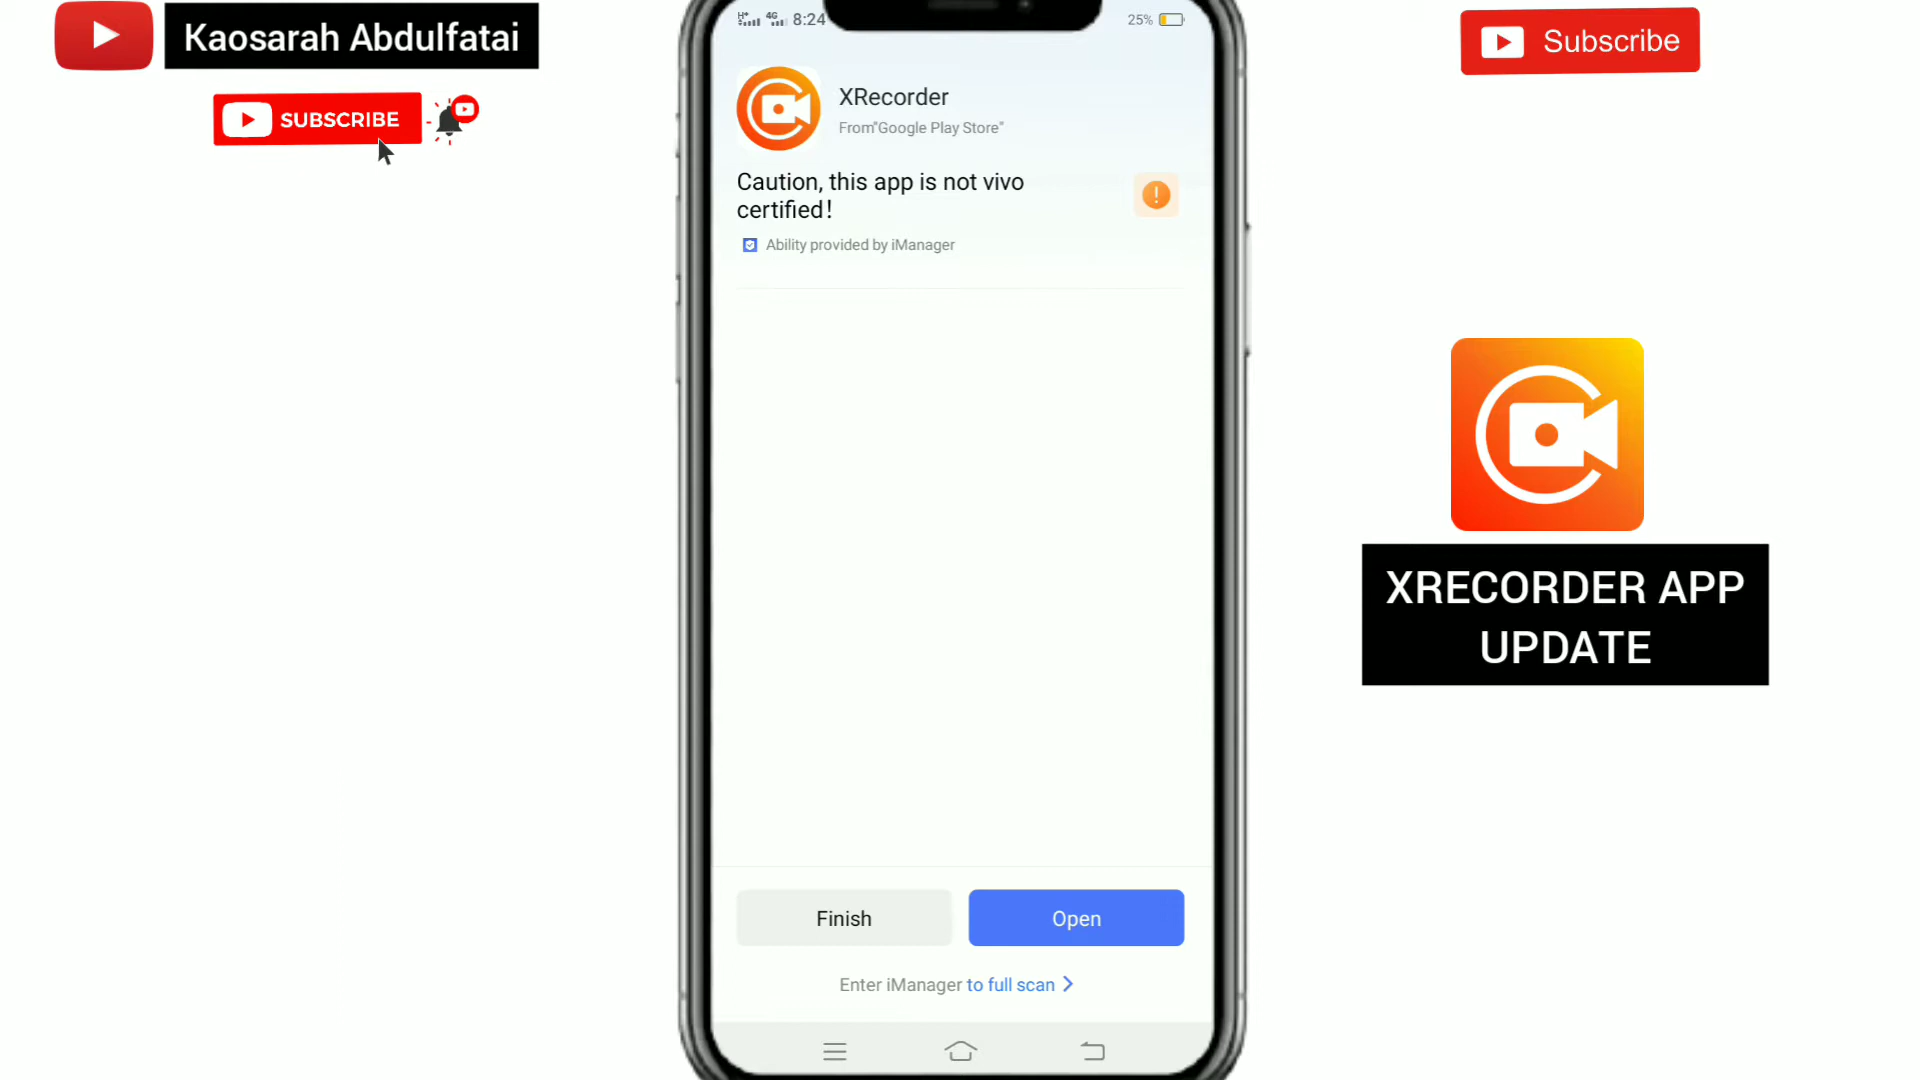 Kaosarah Abdulfatai
SUBSCRIBE
Subscribe
H+ 4G 8:24
25%
XRecorder
From"Google Play Store"
Caution, this app is not vivo
certified!
Ability provided by iManager
Finish
Open
Enter iManager to full scan
XRECORDER APP
UPDATE